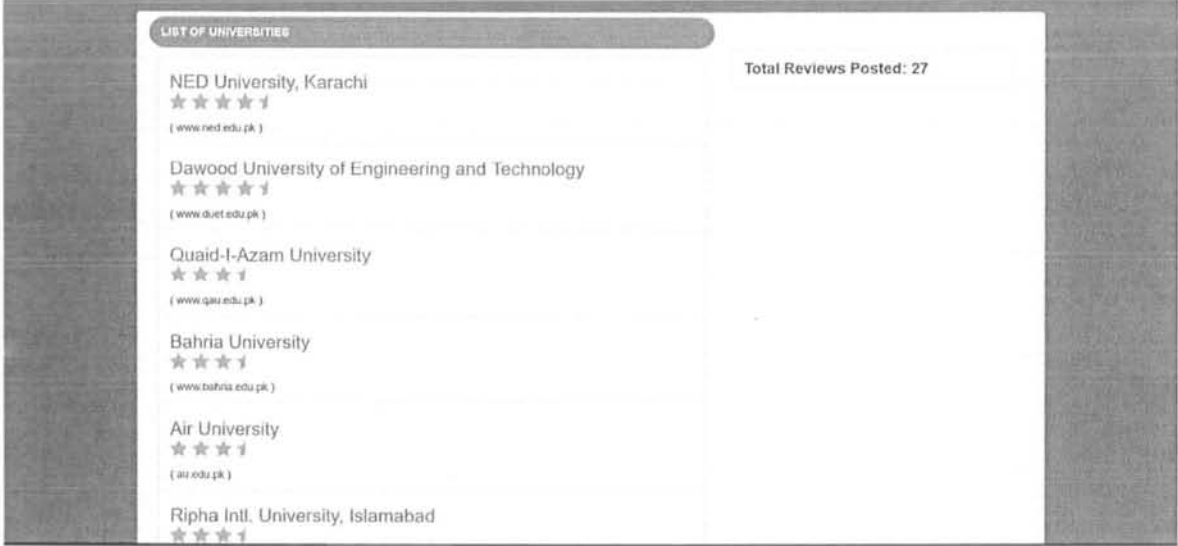 LIST OF UNIVERSITIES
Total Reviews Posted: 27
NED University, Karachi
( www.ned.edu.pk )
Dawood University of Engineering and Technology
( www.duet.edu.pk )
Quaid-I-Azam University
( www.qau.edu.pk )
Bahria University
( www.bahria.edu.pk )
Air University
( au.edu.pk )
Ripha Intl. University, Islamabad